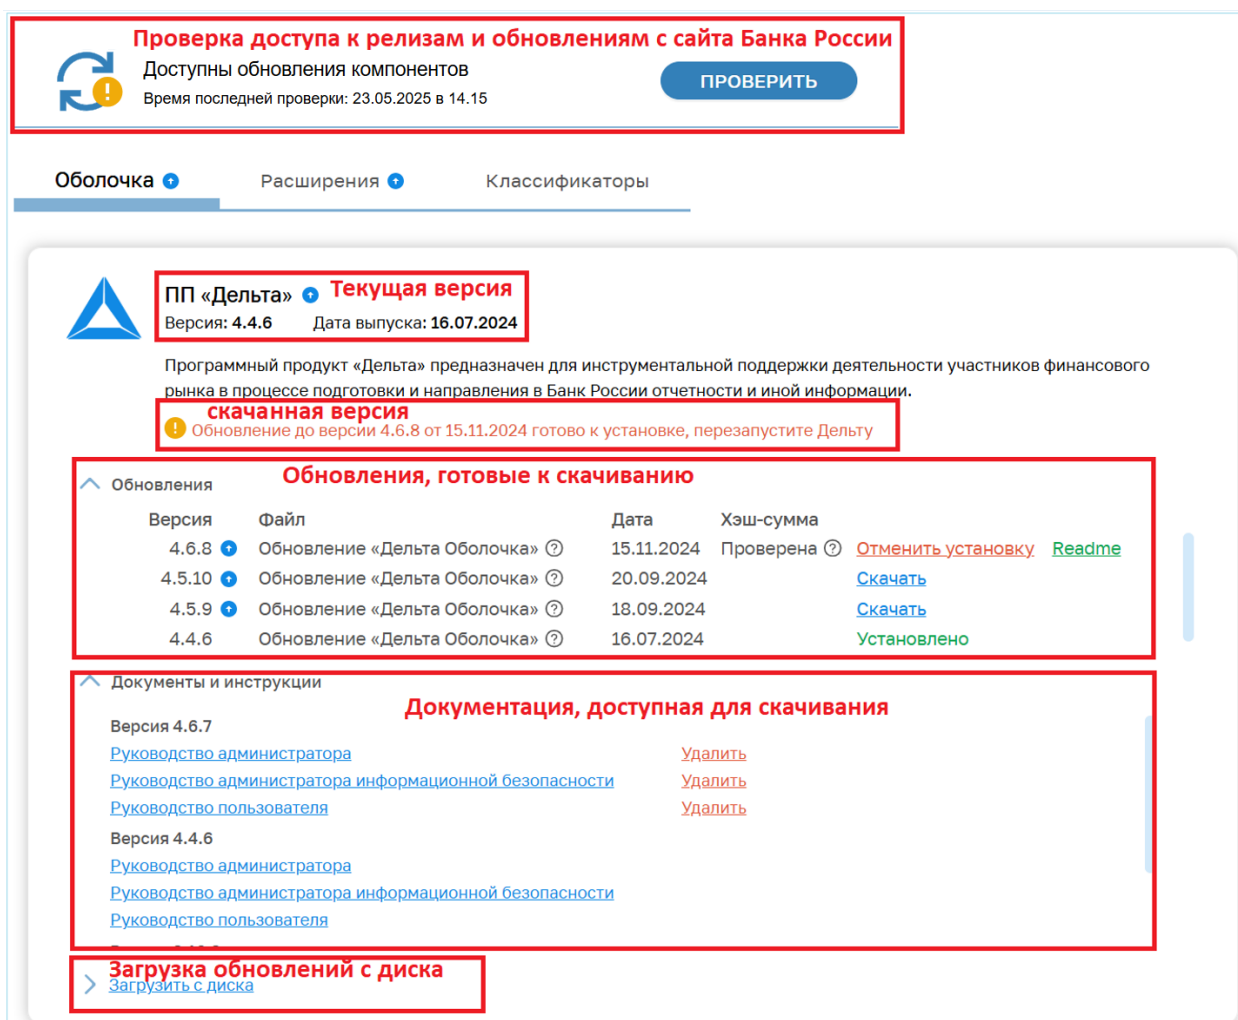 Проверка доступа к релизам и обновлениям с сайта Банка России
Доступны обновления компонентов
Время последней проверки: 23.05.2025 в 14.15
ПРОВЕРИТЬ
Оболочка Расширения Классификаторы
ПП «Дельта» Текущая версия
Версия: 4.4.6 Дата выпуска: 16.07.2024
Программный продукт «Дельта» предназначен для инструментальной поддержки деятельности участников финансового
рынка в процессе подготовки и направления в Банк России отчетности и иной информации.
скачанная версия
Обновление до версии 4.6.8 от 15.11.2024 готово к установке, перезапустите Дельту
Обновления, готовые к скачиванию
Обновления
Версия Файл Дата Хэш-сумма
4.6.8 Обновление «Дельта Оболочка» 15.11.2024 Проверена Отменить установку Readme
4.5.10 Обновление «Дельта Оболочка» 20.09.2024 Скачать
4.5.9 Обновление «Дельта Оболочка» 18.09.2024 Скачать
4.4.6 Обновление «Дельта Оболочка» 16.07.2024 Установлено
Документы и инструкции
Документация, доступная для скачивания
Версия 4.6.7
Руководство администратора Удалить
Руководство администратора информационной безопасности Удалить
Руководство пользователя Удалить
Версия 4.4.6
Руководство администратора
Руководство администратора информационной безопасности
Руководство пользователя
Загрузка обновлений с диска
Загрузить с диска